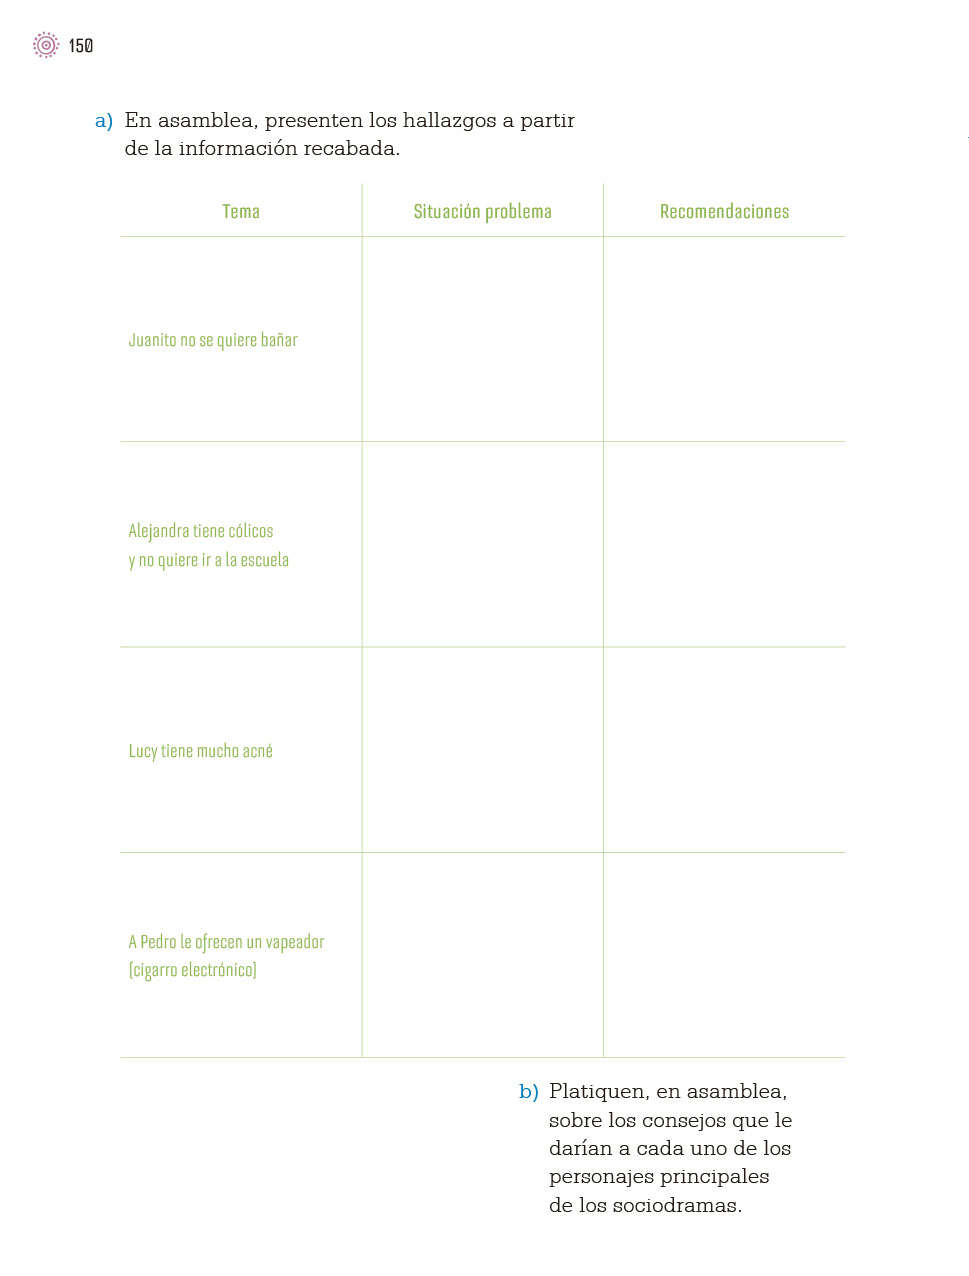 150
a) En asamblea, presenten los hallazgos a partir
de la información recabada.
Tema
Situación problema
Recomendaciones
Juanito no se quiere bañar
Alejandra tiene cólicos
y no quiere ir a la escuela
Lucy tiene mucho acné
A Pedro le ofrecen un vapeador
(cigarro electrónico)
b) Platiquen, en asamblea,
sobre los consejos que le
darían a cada uno de los
personajes principales
de los sociodramas.